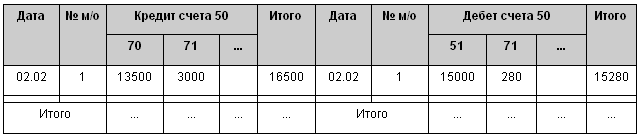 Дата № м/о Кредит счета 50 Итого Дата № м/о Дебет счета 50 Итого
70 71 ... 51 71 ...
02.02 1 13500 3000 16500 02.02 1 15000 280 15280
Итого ... ... ... ... Итого ... ... ... ...